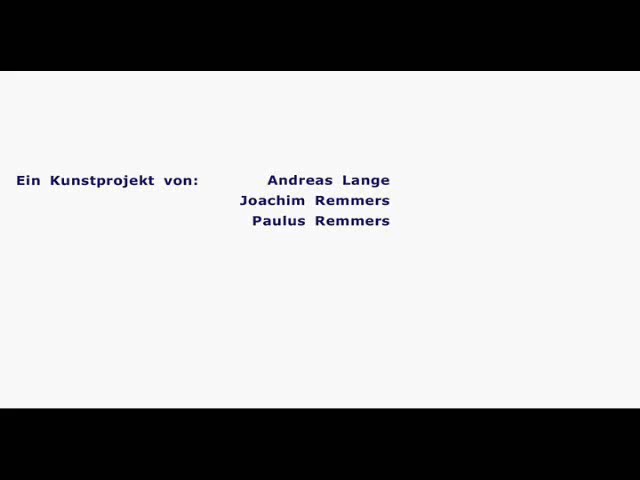 Ein Kunstprojekt von: Andreas Lange
Joachim Remmers
Paulus Remmers